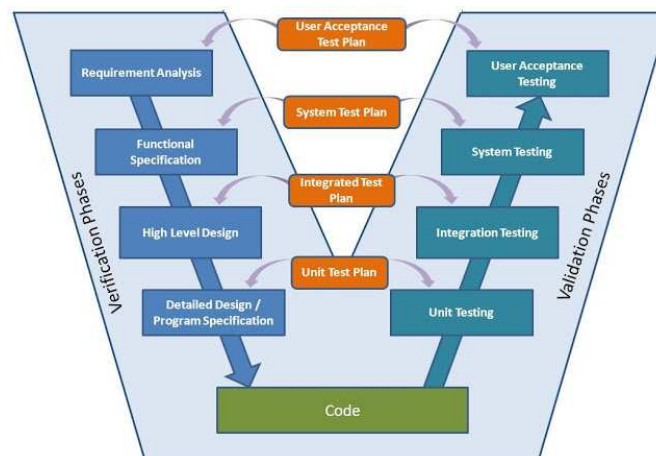 User Acceptance
Test Plan
Requirement Analysis
User Acceptance
Testing
System Test Plan
Functional
Specification
System Testing
Integrated Test
Plan
High Level Design
Integration Testing
Unit Test Plan
Detailed Design /
Program Specification
Unit Testing
Verification Phases
Validation Phases
Code